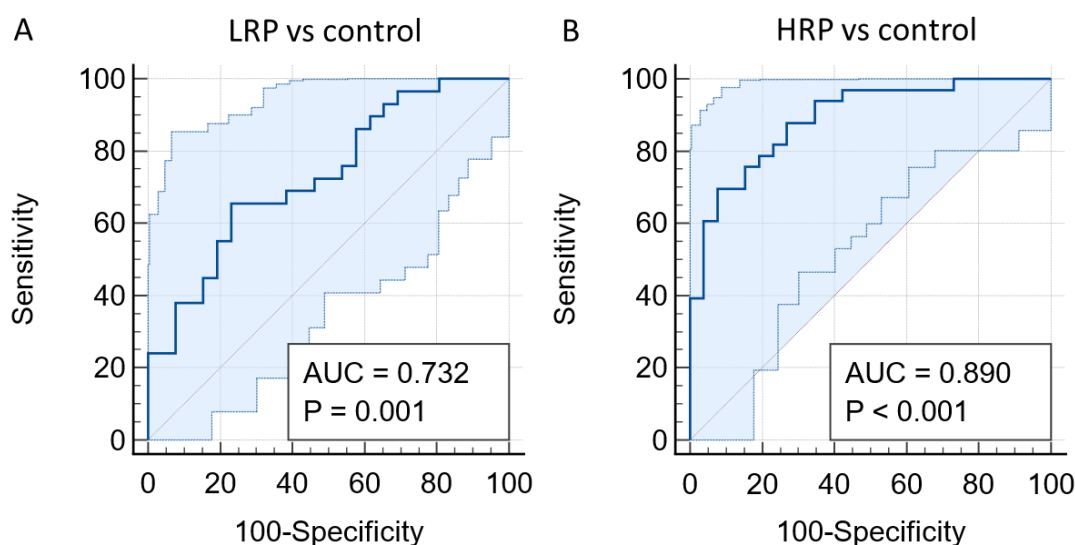 A
LRP vs control
100
80
60
40
20
0
Sensitivity
AUC = 0.732
P = 0.001
0 20 40 60 80 100
100-Specificity
B
HRP vs control
100
80
60
40
20
0
Sensitivity
AUC = 0.890
P < 0.001
0 20 40 60 80 100
100-Specificity